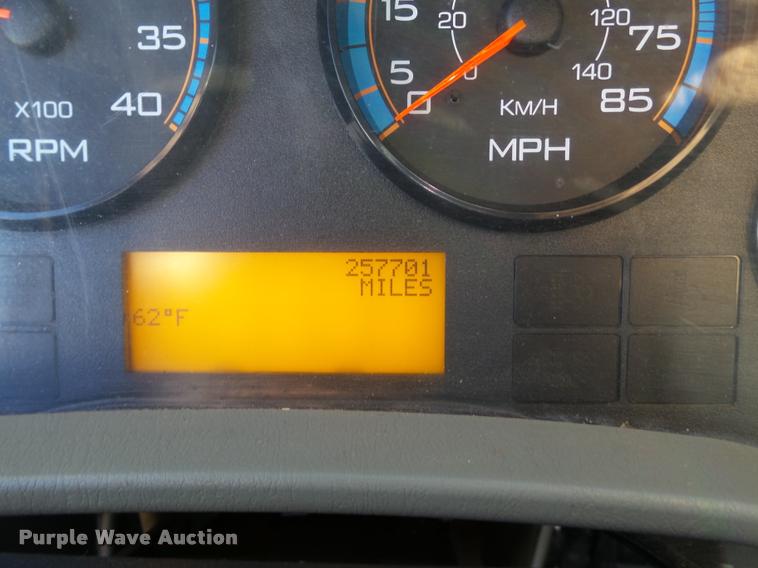 35
X100 40
RPM
15 20 120 75
5 0 140
0 KM/H 85
MPH
257701
MILES
62°F
Purple Wave Auction